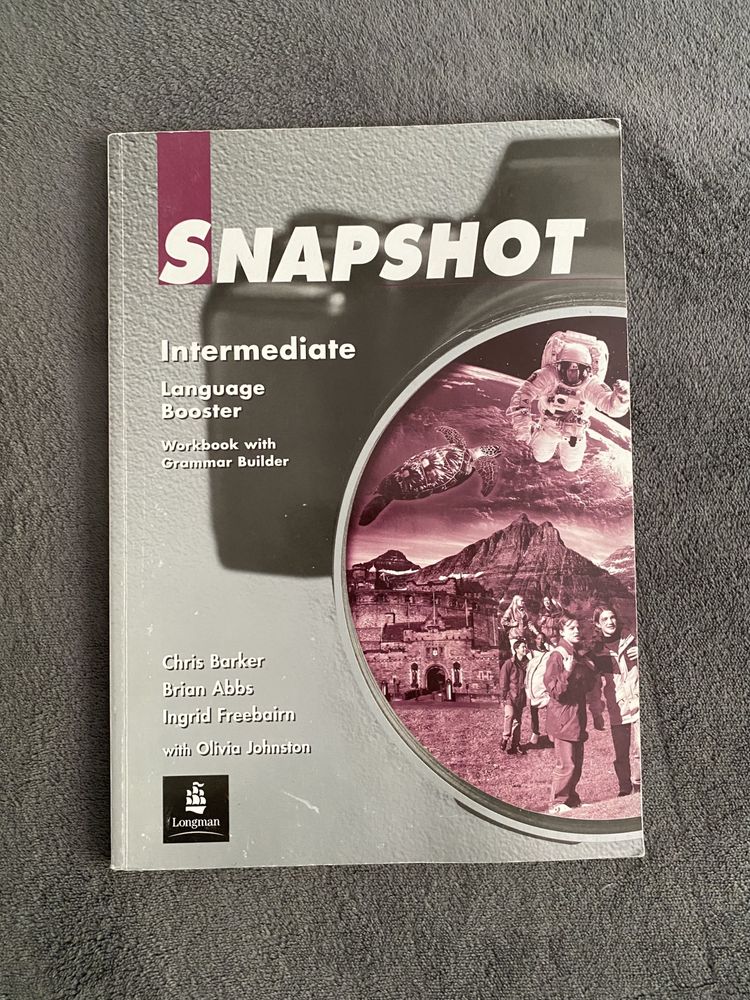 SNAPSHOT
Intermediate
Language
Booster
Workbook with
Grammar Builder
Chris Barker
Brian Abbs
Ingrid Freebairn
with Olivia Johnston
Longman